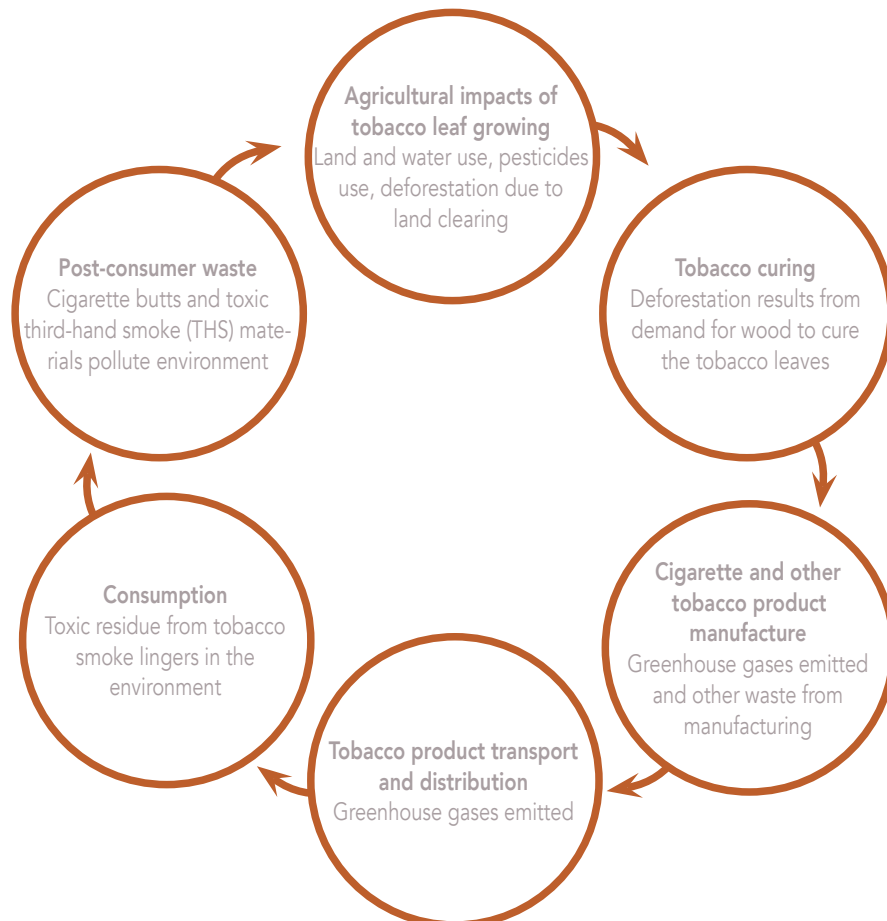 Agricultural impacts of
tobacco leaf growing
Land and water use, pesticides
use, deforestation due to
land clearing
Tobacco curing
Deforestation results from
demand for wood to cure
the tobacco leaves
Cigarette and other
tobacco product
manufacture
Greenhouse gases emitted
and other waste from
manufacturing
Tobacco product transport
and distribution
Greenhouse gases emitted
Consumption
Toxic residue from tobacco
smoke lingers in the
environment
Post-consumer waste
Cigarette butts and toxic
third-hand smoke (THS) mate-
rials pollute environment